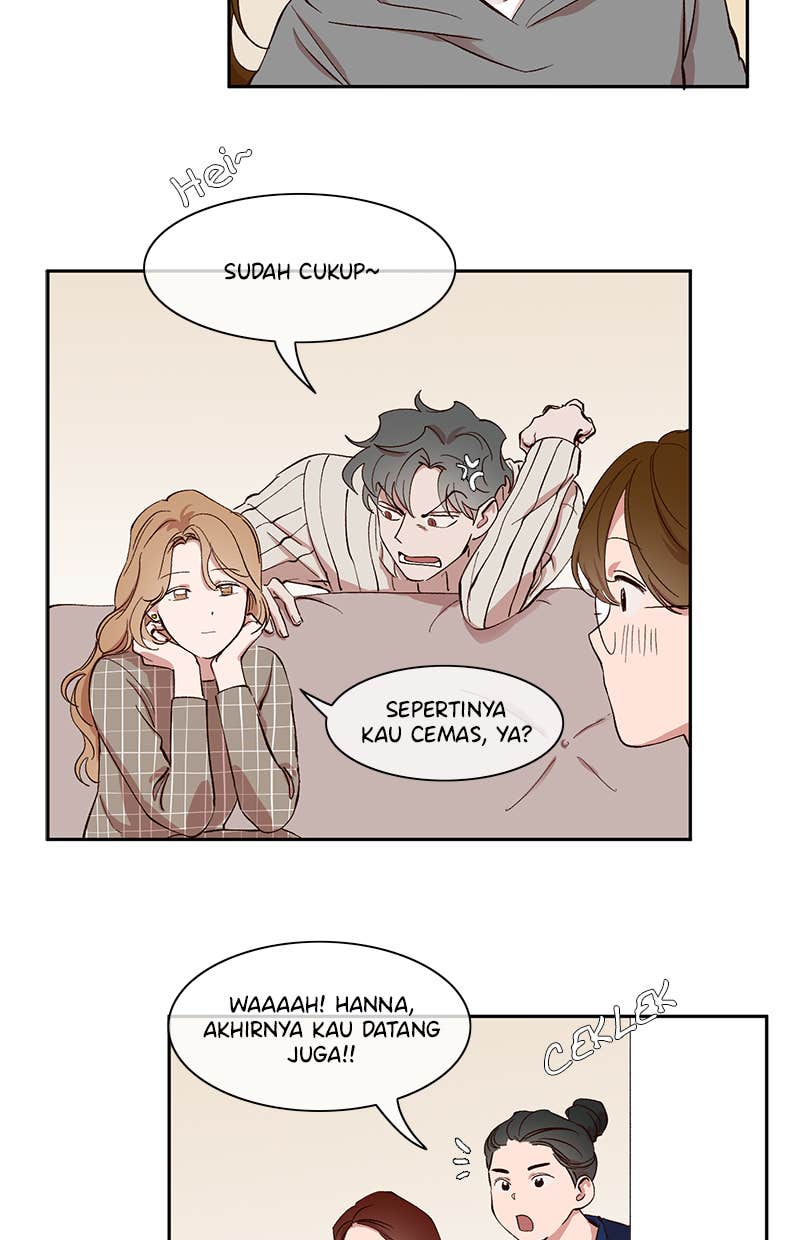 Hei~
SUDAH CUKUP~
SEPERTINYA
KAU CEMAS, YA?
WAAAAH! HANNA,
AKHIRNYA KAU DATANG
JUGA!!
CEKLEK